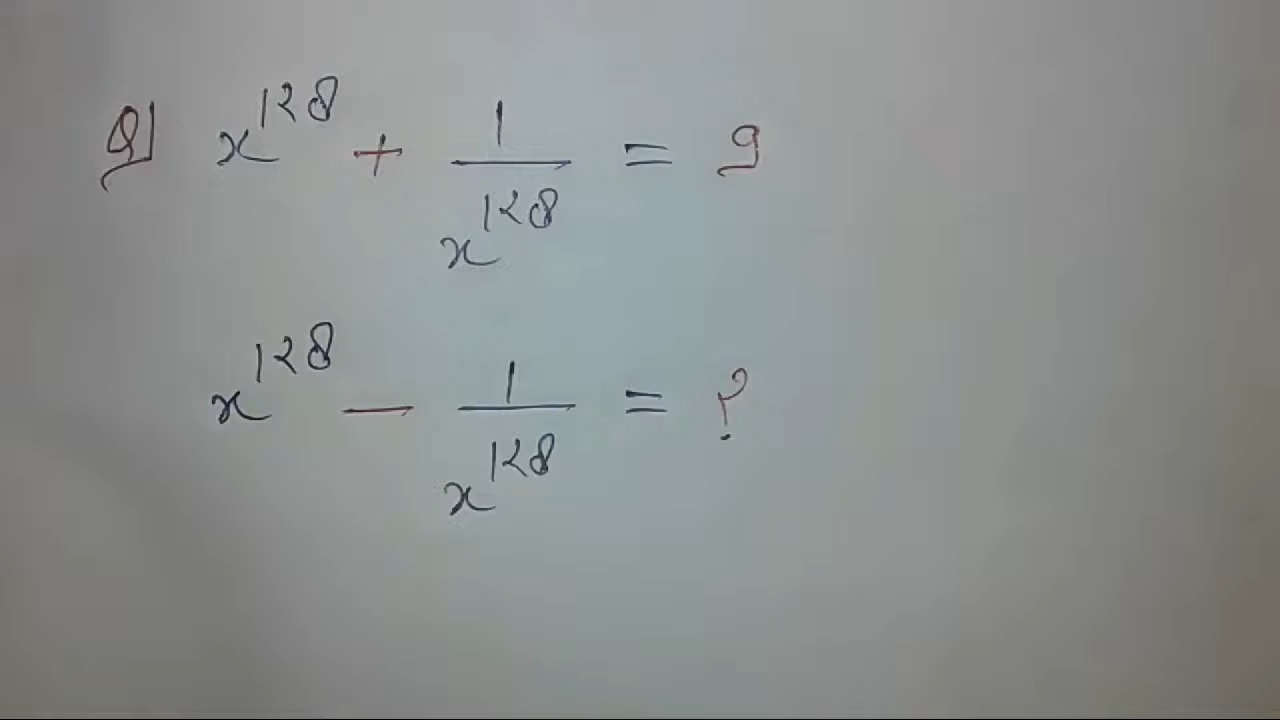 Q) x^128 + 1/x^128 = 9
x^128 − 1/x^128 = ?